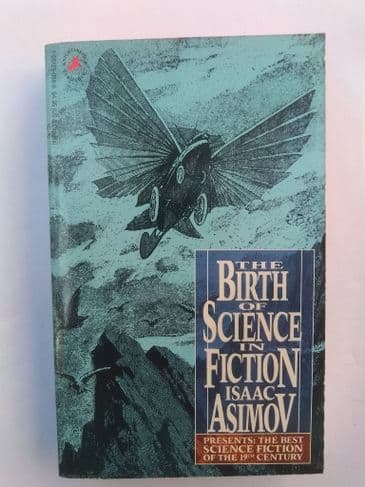 THE
BIRTH
OF
SCIENCE
IN
FICTION
ISAAC
ASIMOV
PRESENTS: THE BEST
SCIENCE FICTION
OF THE 19TH CENTURY